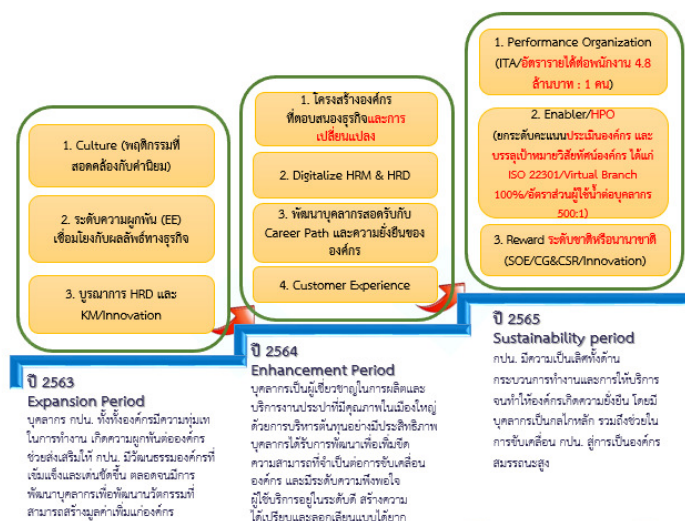 1. Culture (พฤติกรรมที่
สอดคล้องกับค่านิยม)
2. ระดับความผูกพัน (EE)
เชื่อมโยงกับผลลัพธ์ทางธุรกิจ
3. บูรณาการ HRD และ
KM/Innovation
ปี 2563
Expansion Period
บุคลากร กปน. ทั้งทั้งองค์กรมีความทุ่มเท
ในการทำงาน เกิดความผูกพันต่อองค์กร
ช่วยส่งเสริมให้ กปน. มีวัฒนธรรมองค์กรที่
เข้มแข็งและเด่นชัดขึ้น ตลอดจนมีการ
พัฒนาบุคลากรเพื่อพัฒนานวัตกรรมที่
สามารถสร้างมูลค่าเพิ่มแก่องค์กร
1. โครงสร้างองค์กร
ที่ตอบสนองธุรกิจและการ
เปลี่ยนแปลง
2. Digitalize HRM & HRD
3. พัฒนาบุคลากรสอดรับกับ
Career Path และความยั่งยืนของ
องค์กร
4. Customer Experience
ปี 2564
Enhancement Period
บุคลากรเป็นผู้เชี่ยวชาญในการผลิตและ
บริการงานประปาที่มีคุณภาพในเมืองใหญ่
ด้วยการบริหารต้นทุนอย่างมีประสิทธิภาพ
บุคลากรได้รับการพัฒนาเพื่อเพิ่มขีด
ความสามารถที่จำเป็นต่อการขับเคลื่อน
องค์กร และมีระดับความพึงพอใจ
ผู้ใช้บริการอยู่ในระดับดี สร้างความ
ได้เปรียบและลอกเลียนแบบได้ยาก
1. Performance Organization
(ITA/อัตรารายได้ต่อพนักงาน 4.8
ล้านบาท : 1 คน)
2. Enabler/HPO
(ยกระดับคะแนนประเมินองค์กร และ
บรรลุเป้าหมายวิสัยทัศน์องค์กร ได้แก่
ISO 22301/Virtual Branch
100%/อัตราส่วนผู้ใช้น้ำต่อบุคลากร
500:1)
3. Reward ระดับชาติหรือนานาชาติ
(SOE/CG&CSR/Innovation)
ปี 2565
Sustainability period
กปน. มีความเป็นเลิศทั้งด้าน
กระบวนการทำงานและการให้บริการ
จนทำให้องค์กรเกิดความยั่งยืน โดยมี
บุคลากรเป็นกลไกหลัก รวมถึงช่วยใน
การขับเคลื่อน กปน. สู่การเป็นองค์กร
สมรรถนะสูง